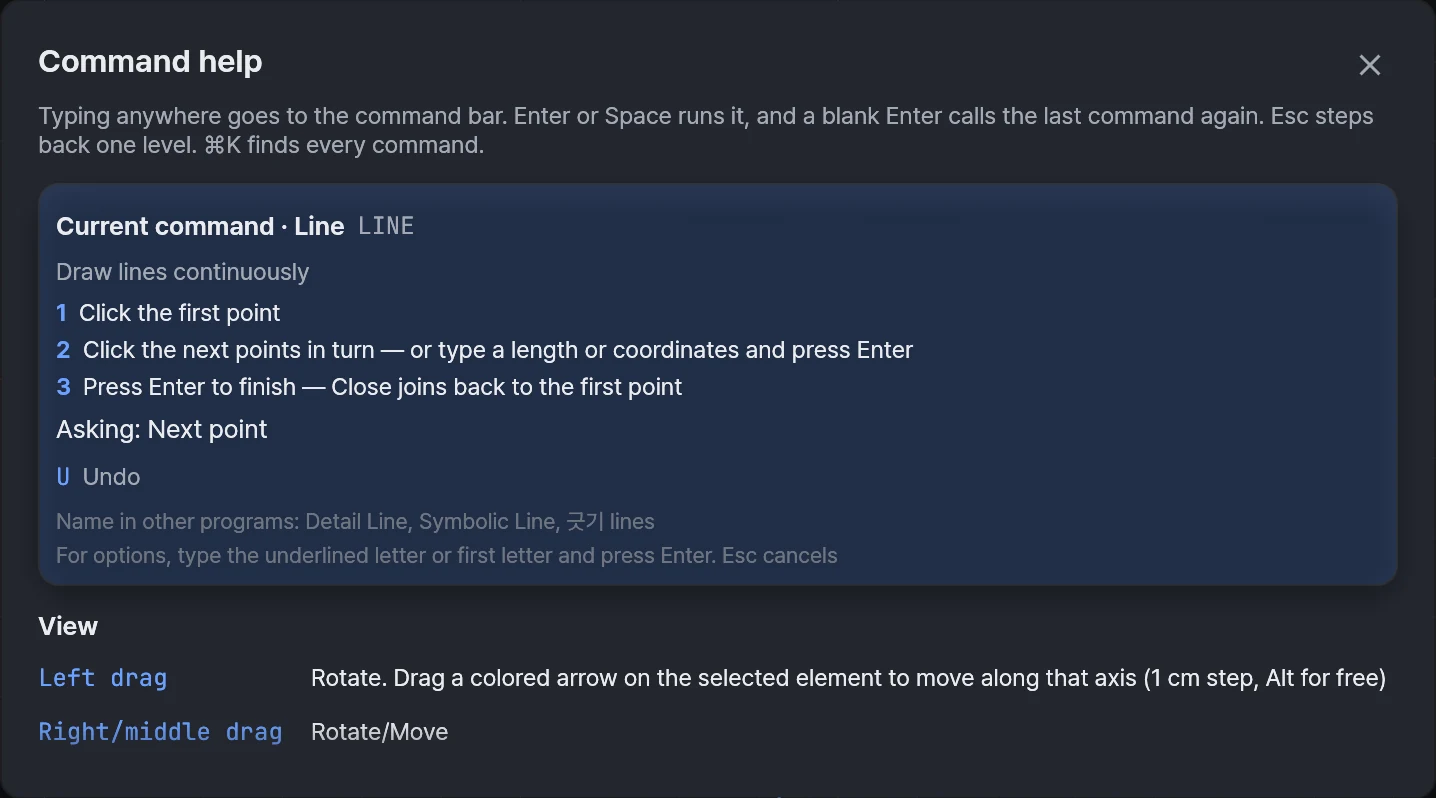 Command help
Typing anywhere goes to the command bar. Enter or Space runs it, and a blank Enter calls the last command again. Esc steps
back one level. ⌘K finds every command.
Current command · Line LINE
Draw lines continuously
1 Click the first point
2 Click the next points in turn — or type a length or coordinates and press Enter
3 Press Enter to finish — Close joins back to the first point
Asking: Next point
U Undo
Name in other programs: Detail Line, Symbolic Line, 긋기 lines
For options, type the underlined letter or first letter and press Enter. Esc cancels
View
Left drag Rotate. Drag a colored arrow on the selected element to move along that axis (1 cm step, Alt for free)
Right/middle drag Rotate/Move